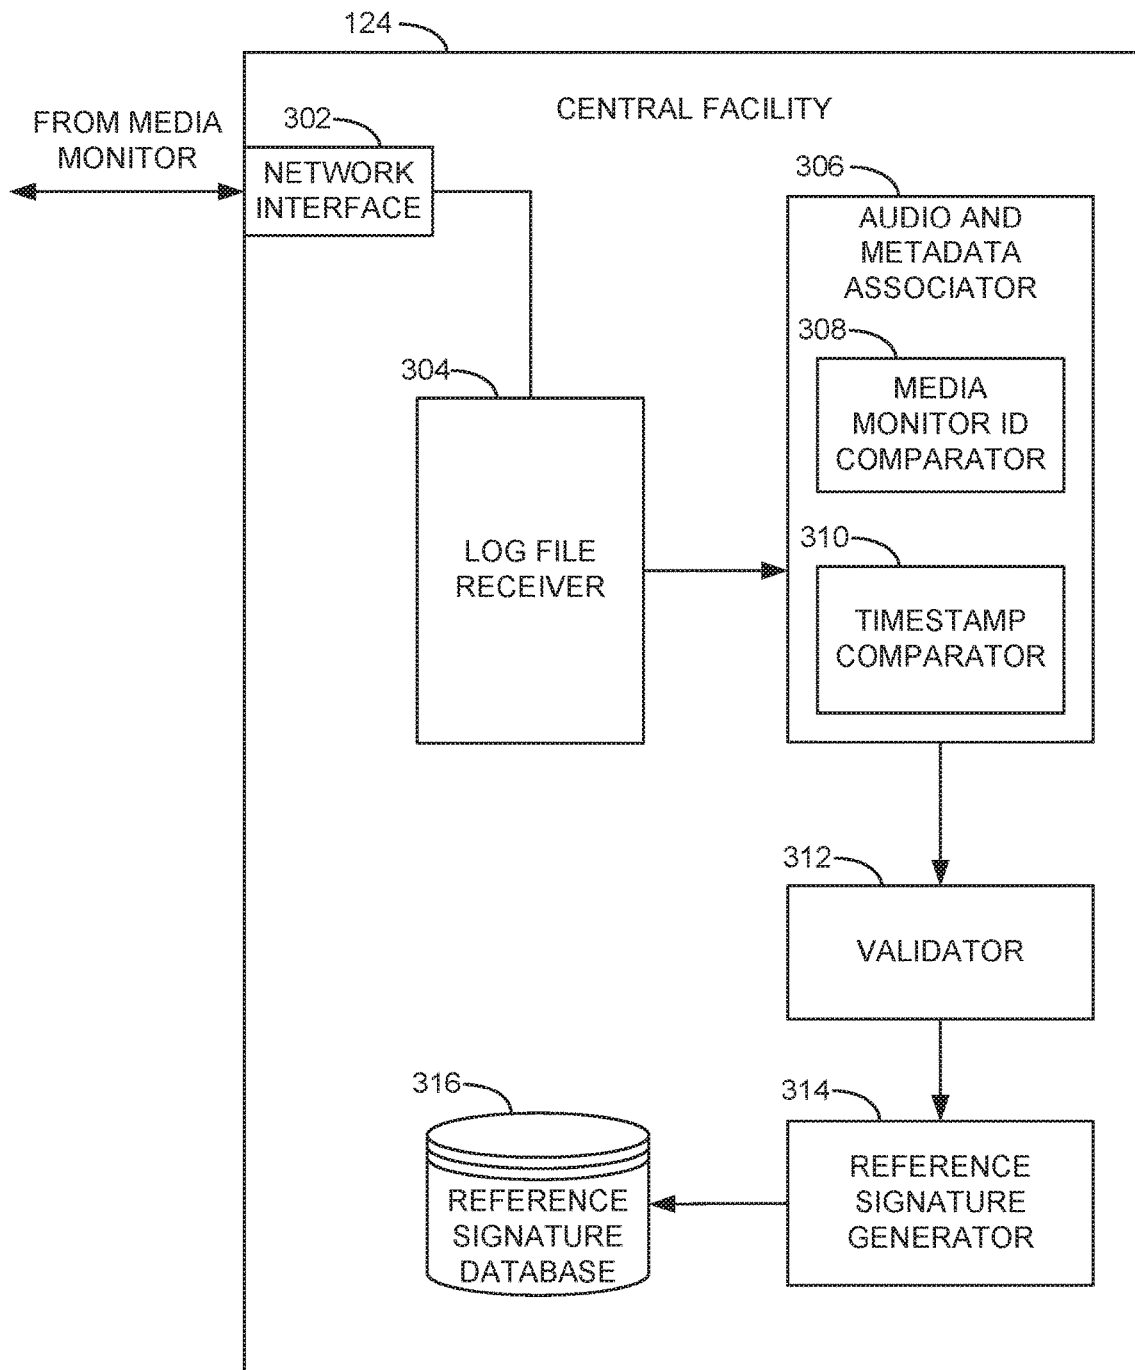 124
CENTRAL FACILITY
FROM MEDIA
MONITOR
302
NETWORK
INTERFACE
306
AUDIO AND
METADATA
ASSOCIATOR
308
MEDIA
MONITOR ID
COMPARATOR
304
LOG FILE
RECEIVER
310
TIMESTAMP
COMPARATOR
312
VALIDATOR
314
REFERENCE
SIGNATURE
GENERATOR
316
REFERENCE
SIGNATURE
DATABASE